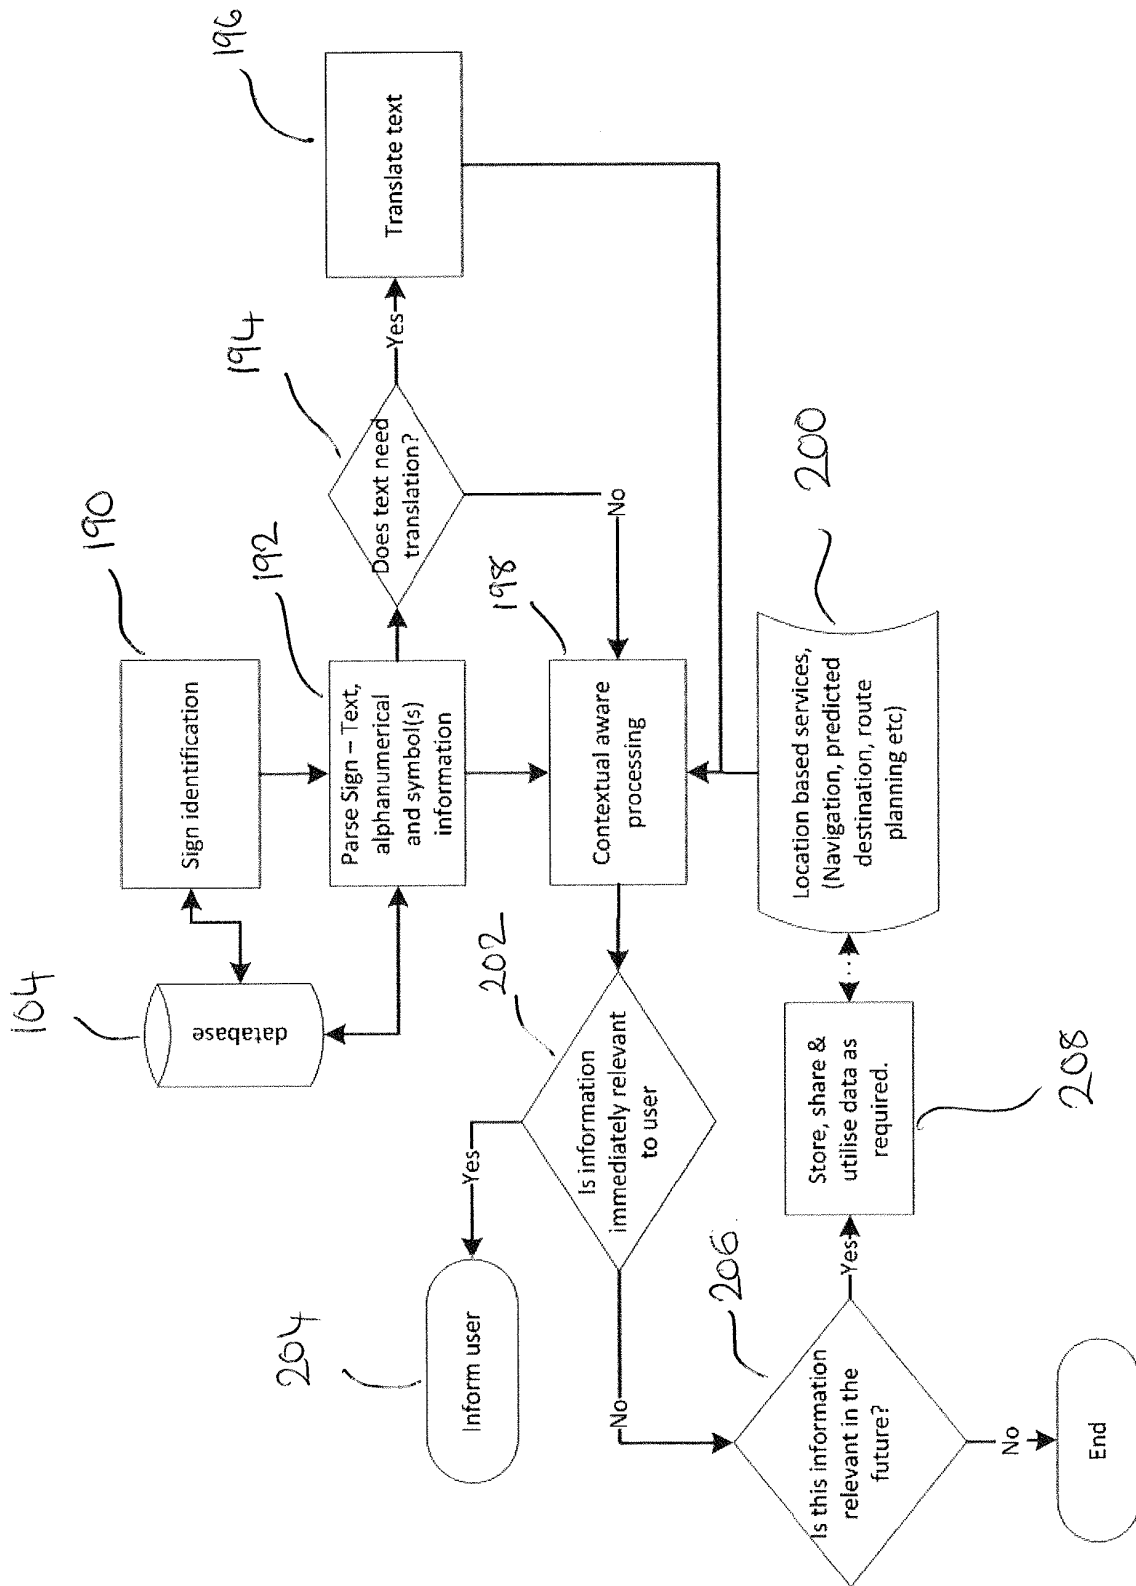 104
database
190
Sign identification
192
Parse Sign – Text,
alphanumerical
and symbol(s)
information
194
Does text need
translation?
Yes
No
196
Translate text
198
Contextual aware
processing
200
Location based services,
(Navigation, predicted
destination, route
planning etc)
202
Is information
immediately relevant
to user
Yes
No
204
Inform user
206
Is this information
relevant in the
future?
Yes
No
208
Store, share &
utilise data as
required.
End